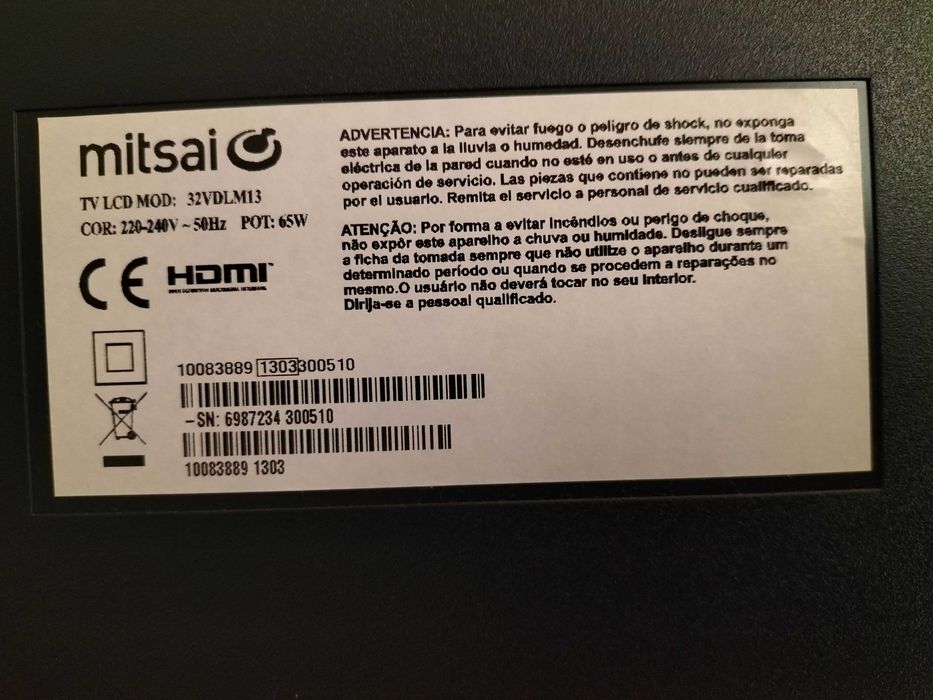 mitsai
TV LCD MOD: 32VDLM13
COR: 220-240V ~ 50Hz POT: 65W
CE HDMI
ADVERTENCIA: Para evitar fuego o peligro de shock, no exponga
este aparato a la lluvia o humedad. Desenchufe siempre de la toma
eléctrica de la pared cuando no esté en uso o antes de cualquier
operación de servicio. Las piezas que contiene no pueden ser reparadas
por el usuario. Remita el servicio a personal de servicio cualificado.
ATENÇÃO: Por forma a evitar incêndios ou perigo de choque,
não expôr este aparelho a chuva ou humidade. Desligue sempre
a ficha da tomada sempre que não utilize o aparelho durante um
determinado período ou quando se procedem a reparações no
mesmo.O usuário não deverá tocar no seu interior.
Dirija-se a pessoal qualificado.
10083889 1303300510
-SN: 6987234 300510
10083889 1303